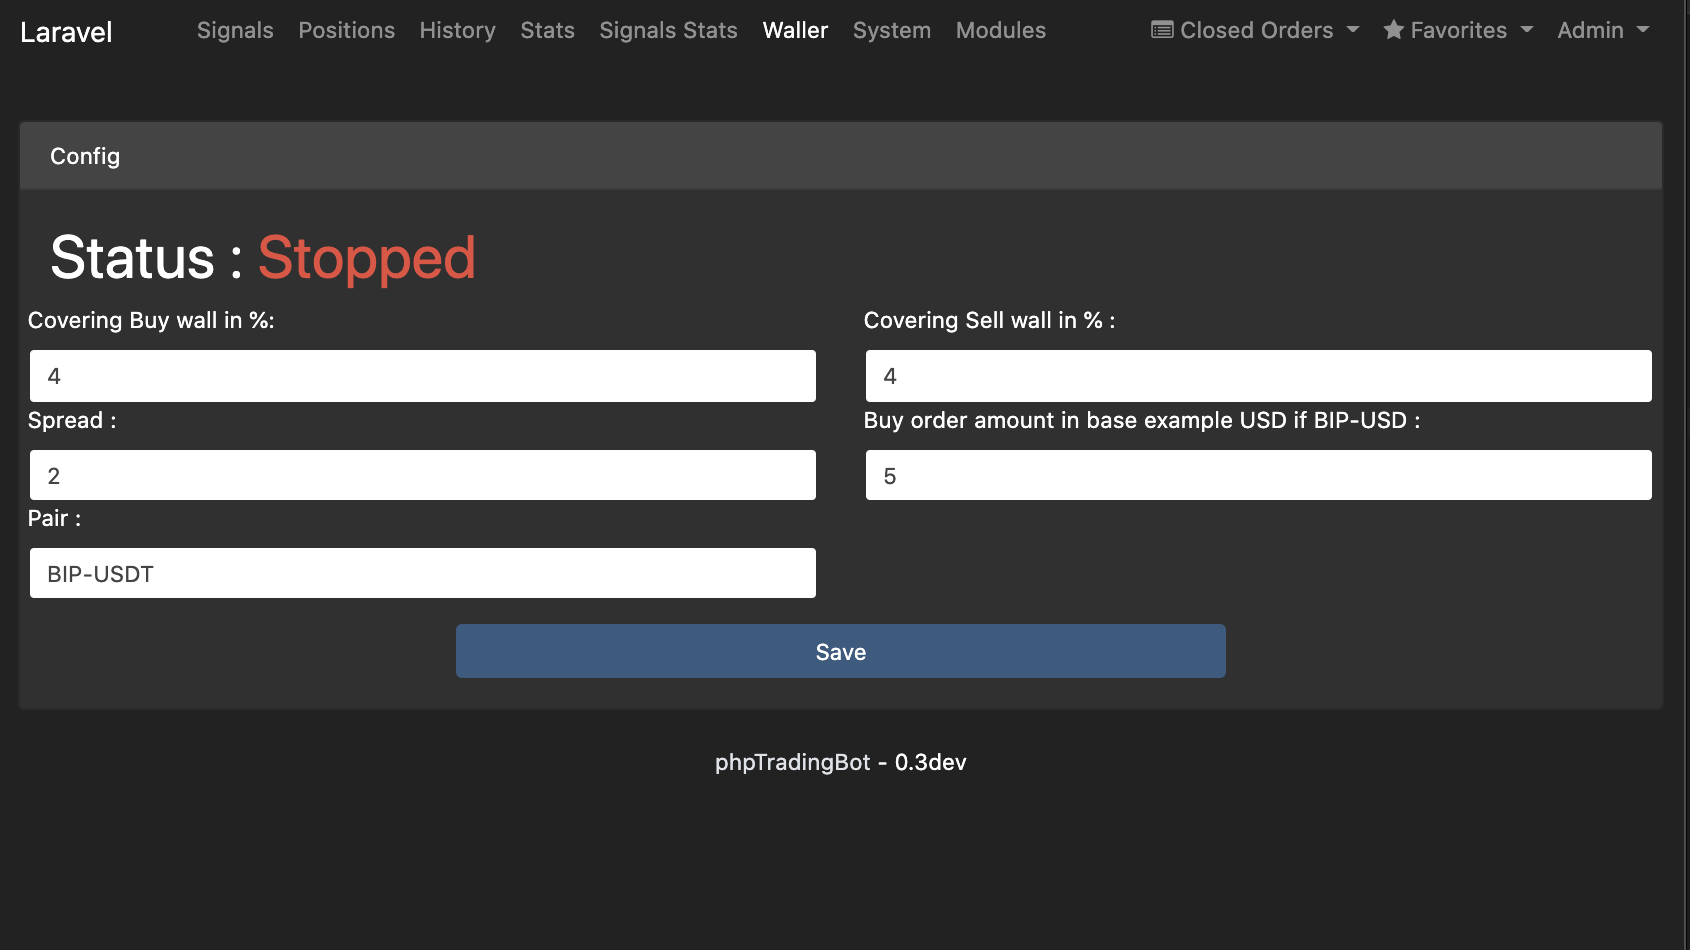 Laravel Signals Positions History Stats Signals Stats Waller System Modules Closed Orders Favorites Admin
Config
Status : Stopped
Covering Buy wall in %: Covering Sell wall in % :
4 4
Spread : Buy order amount in base example USD if BIP-USD :
2 5
Pair :
BIP-USDT
Save
phpTradingBot - 0.3dev